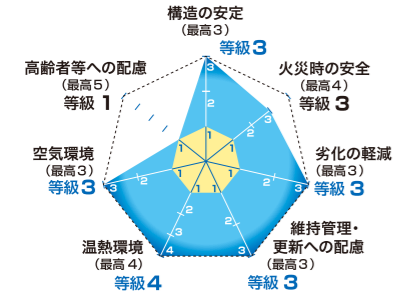 構造の安定
(最高3)
等級3
火災時の安全
(最高4)
等級3
劣化の軽減
(最高3)
等級3
維持管理・
更新への配慮
(最高3)
等級3
温熱環境
(最高4)
等級4
空気環境
(最高3)
等級3
高齢者等への配慮
(最高5)
等級1
3
2
1
3
2
1
3
2
1
3
2
1
4
3
2
1
3
2
1
1